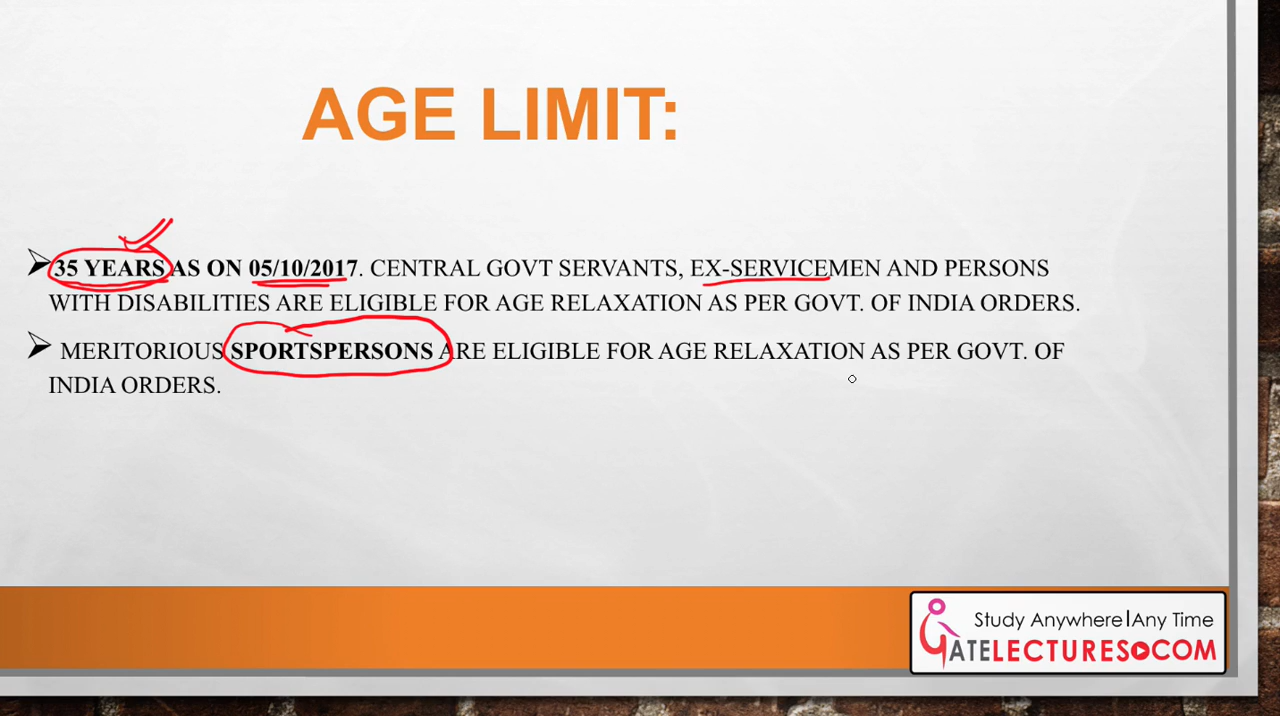 AGE LIMIT:
35 YEARS AS ON 05/10/2017. CENTRAL GOVT SERVANTS, EX-SERVICEMEN AND PERSONS
WITH DISABILITIES ARE ELIGIBLE FOR AGE RELAXATION AS PER GOVT. OF INDIA ORDERS.
MERITORIOUS SPORTSPERSONS ARE ELIGIBLE FOR AGE RELAXATION AS PER GOVT. OF
INDIA ORDERS.
Study Anywhere|Any Time
GATELECTURES.COM